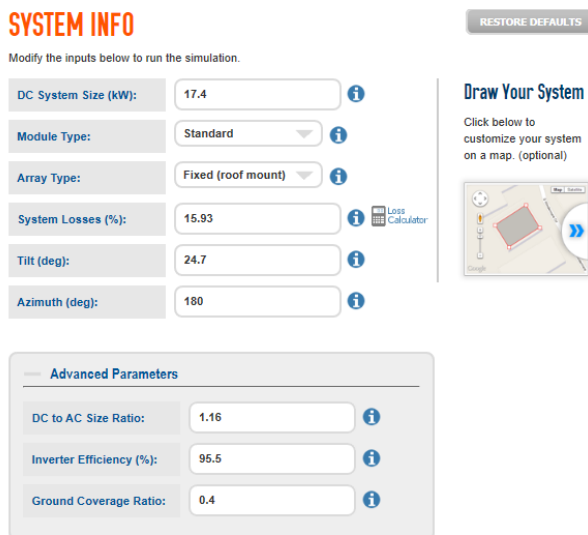 SYSTEM INFO
RESTORE DEFAULTS
Modify the inputs below to run the simulation.
DC System Size (kW):
17.4
Module Type:
Standard
Array Type:
Fixed (roof mount)
System Losses (%):
15.93
Loss
Calculator
Tilt (deg):
24.7
Azimuth (deg):
180
Draw Your System
Click below to
customize your system
on a map. (optional)
Map
Google
Advanced Parameters
DC to AC Size Ratio:
1.16
Inverter Efficiency (%):
95.5
Ground Coverage Ratio:
0.4